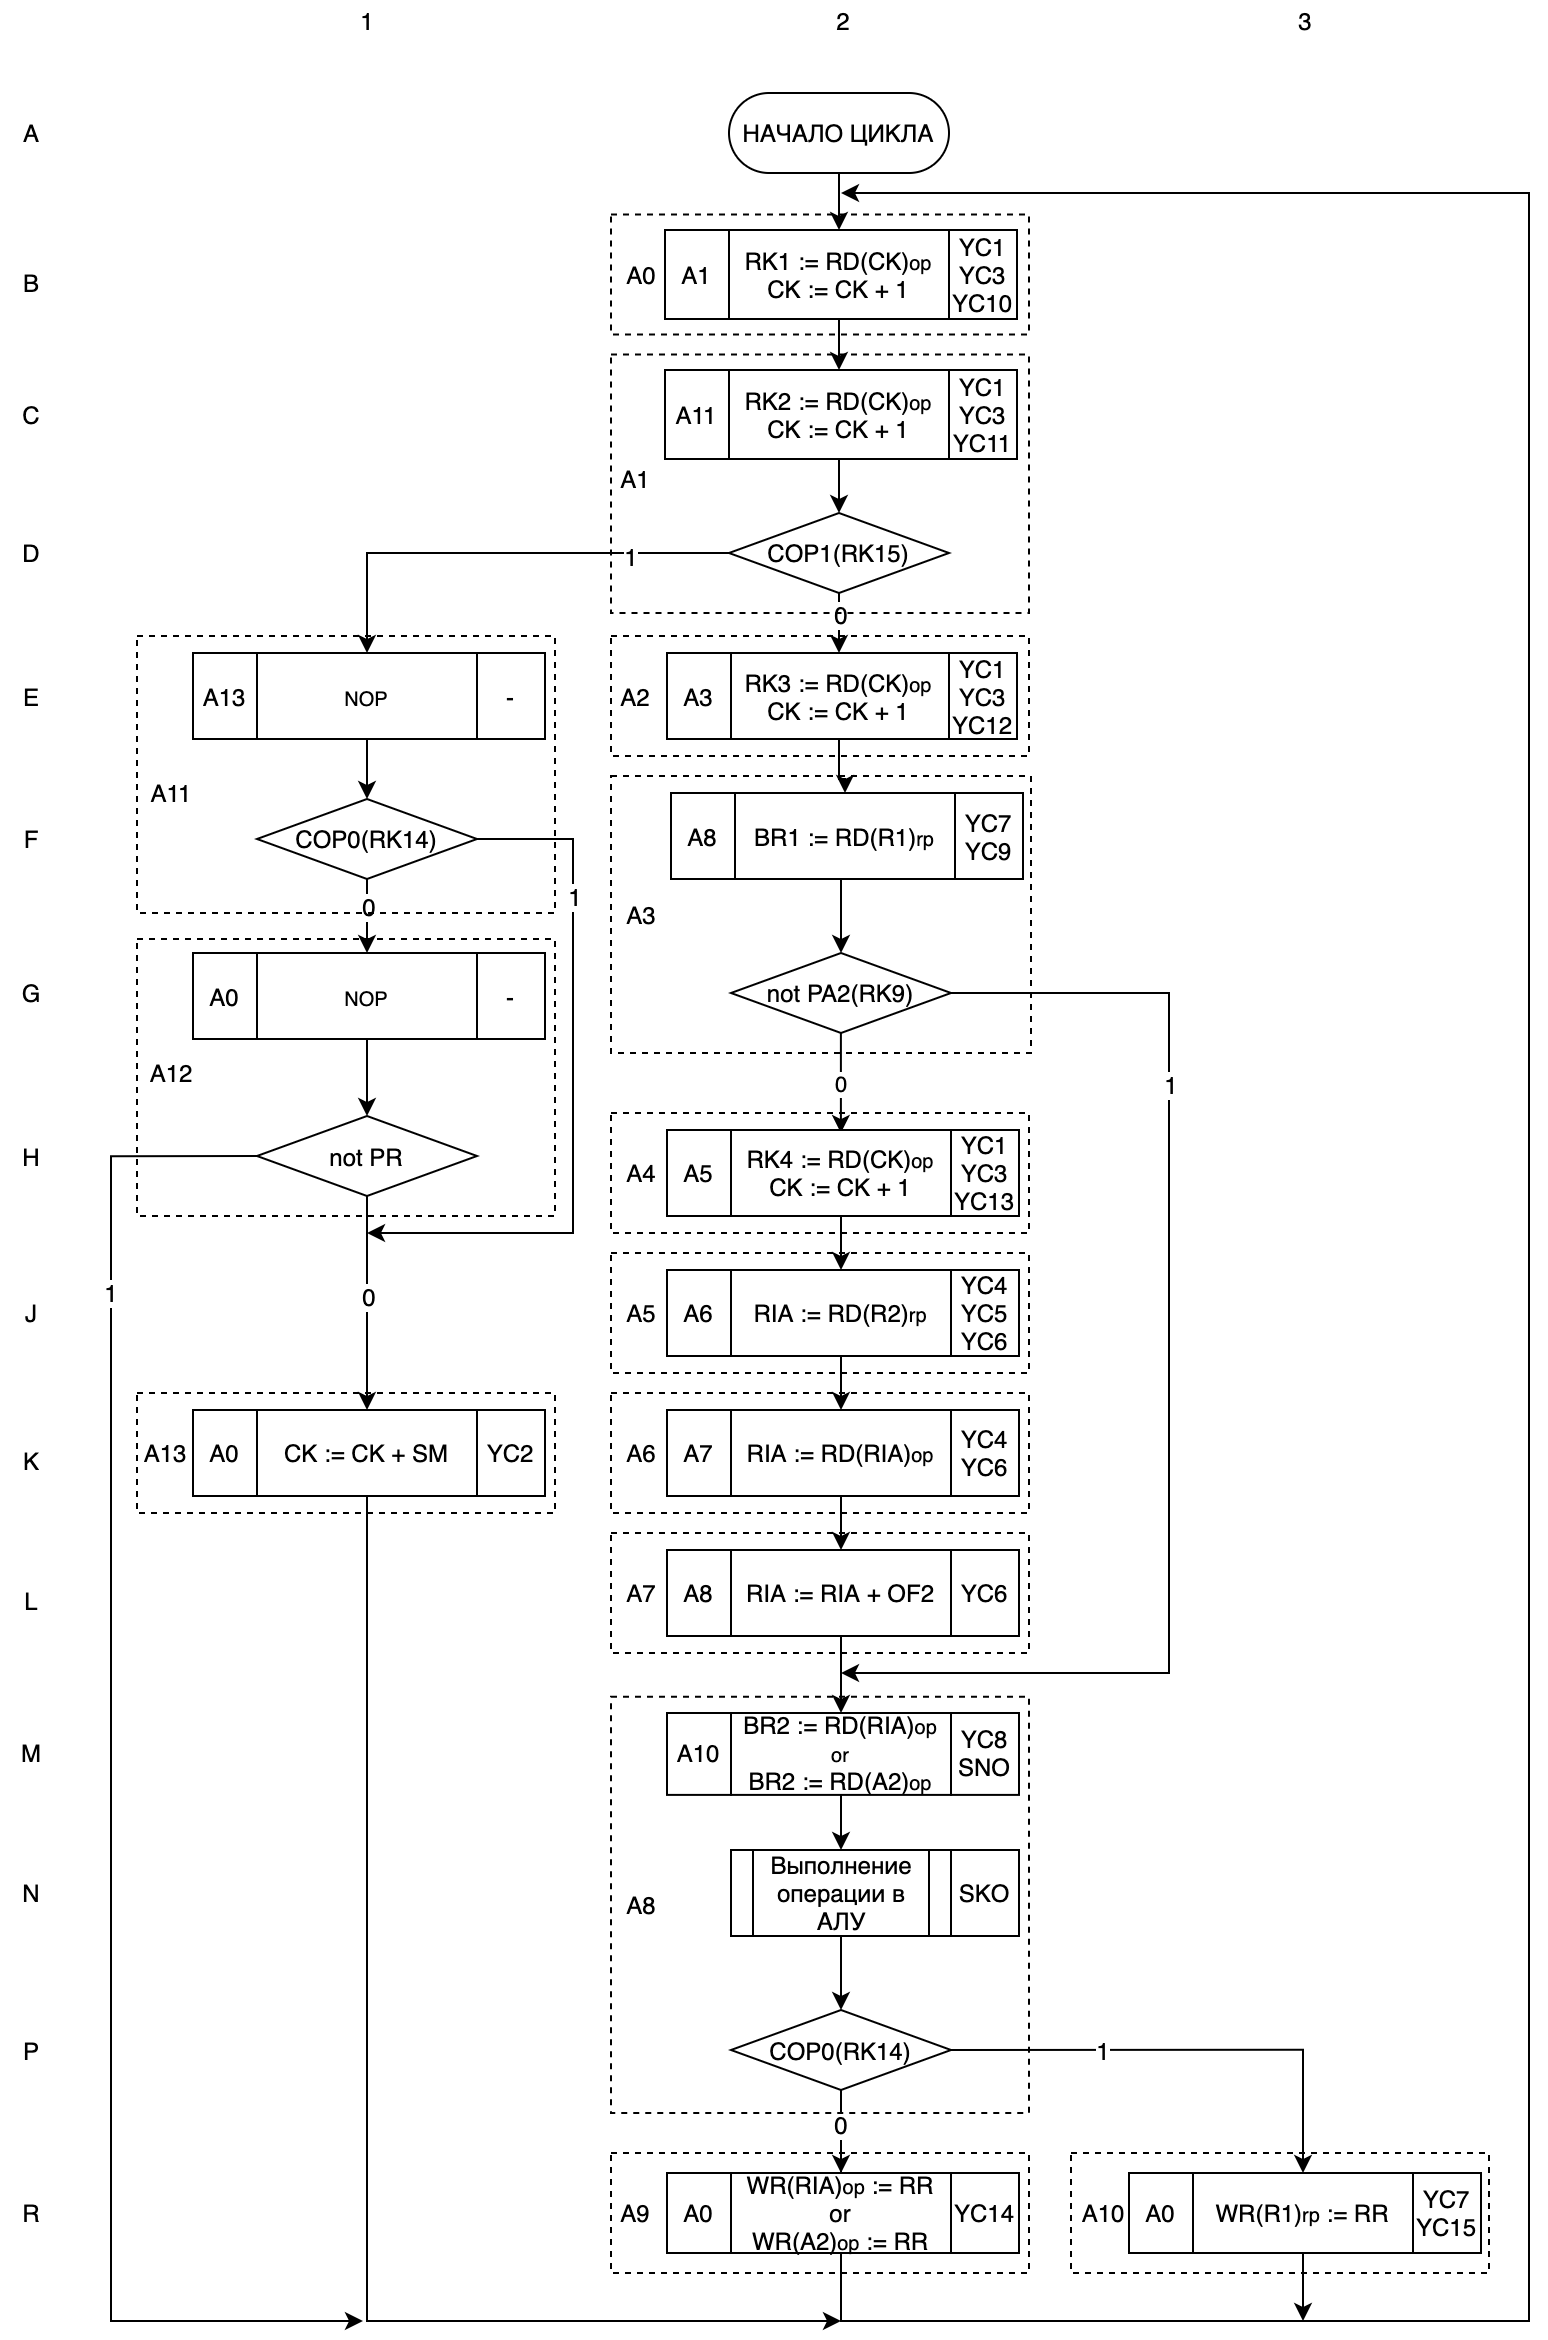 1
2
3
A
НАЧАЛО ЦИКЛА
B
A0
A1
RK1 := RD(CK)op
CK := CK + 1
YC1
YC3
YC10
C
A11
RK2 := RD(CK)op
CK := CK + 1
YC1
YC3
YC11
A1
D
1
COP1(RK15)
0
E
A13
NOP
-
A2
A3
RK3 := RD(CK)op
CK := CK + 1
YC1
YC3
YC12
A11
F
COP0(RK14)
1
0
A8
BR1 := RD(R1)rp
YC7
YC9
A3
G
A0
NOP
-
not PA2(RK9)
A12
0
1
H
not PR
A4
A5
RK4 := RD(CK)op
CK := CK + 1
YC1
YC3
YC13
1
0
J
A5
A6
RIA := RD(R2)rp
YC4
YC5
YC6
K
A13
A0
CK := CK + SM
YC2
A6
A7
RIA := RD(RIA)op
YC4
YC6
L
A7
A8
RIA := RIA + OF2
YC6
M
A10
BR2 := RD(RIA)op
or
BR2 := RD(A2)op
YC8
SNO
N
A8
Выполнение
операции в
АЛУ
SKO
P
COP0(RK14)
1
0
R
A9
A0
WR(RIA)op := RR
or
WR(A2)op := RR
YC14
A10
A0
WR(R1)rp := RR
YC7
YC15